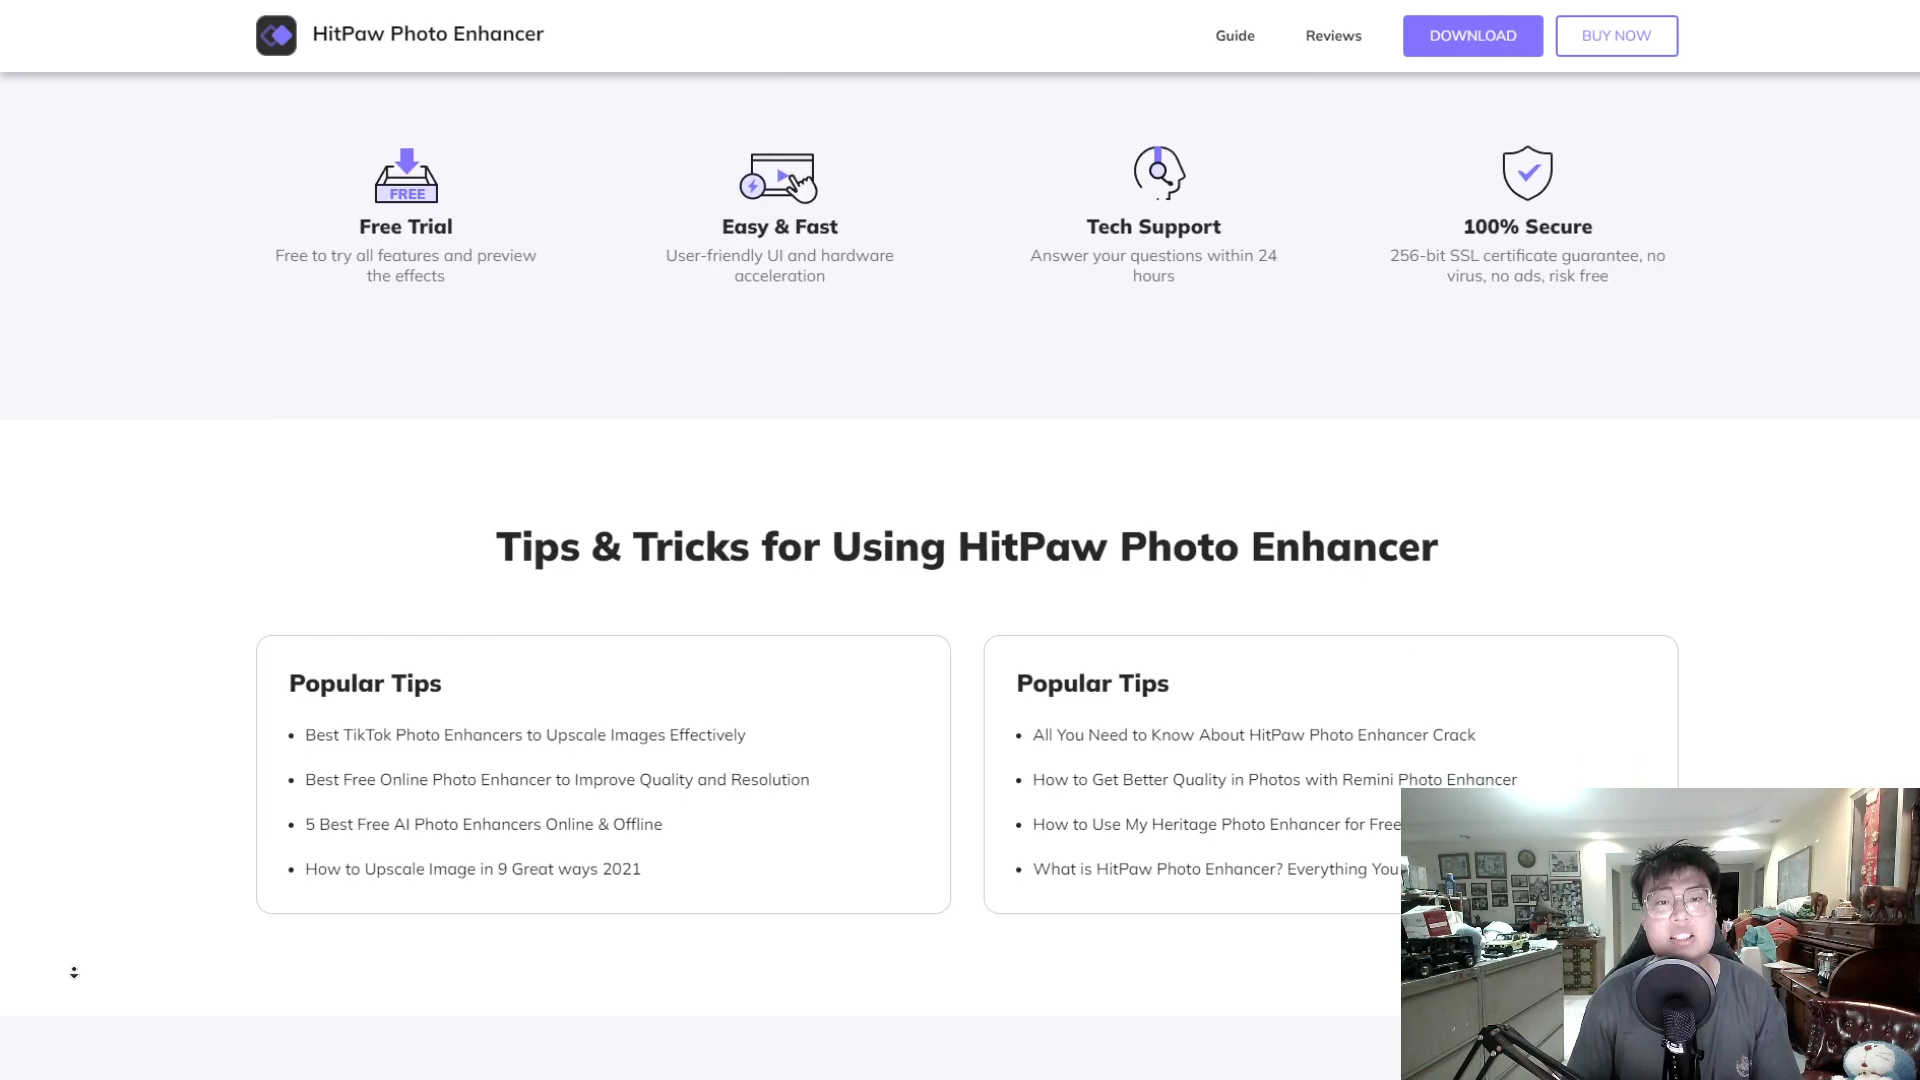 HitPaw Photo Enhancer
Guide
Reviews
DOWNLOAD
BUY NOW
FREE
Free Trial
Free to try all features and preview
the effects
Easy & Fast
User-friendly UI and hardware
acceleration
Tech Support
Answer your questions within 24
hours
100% Secure
256-bit SSL certificate guarantee, no
virus, no ads, risk free
Tips & Tricks for Using HitPaw Photo Enhancer
Popular Tips
Best TikTok Photo Enhancers to Upscale Images Effectively
Best Free Online Photo Enhancer to Improve Quality and Resolution
5 Best Free AI Photo Enhancers Online & Offline
How to Upscale Image in 9 Great ways 2021
Popular Tips
All You Need to Know About HitPaw Photo Enhancer Crack
How to Get Better Quality in Photos with Remini Photo Enhancer
How to Use My Heritage Photo Enhancer for Free
What is HitPaw Photo Enhancer? Everything You